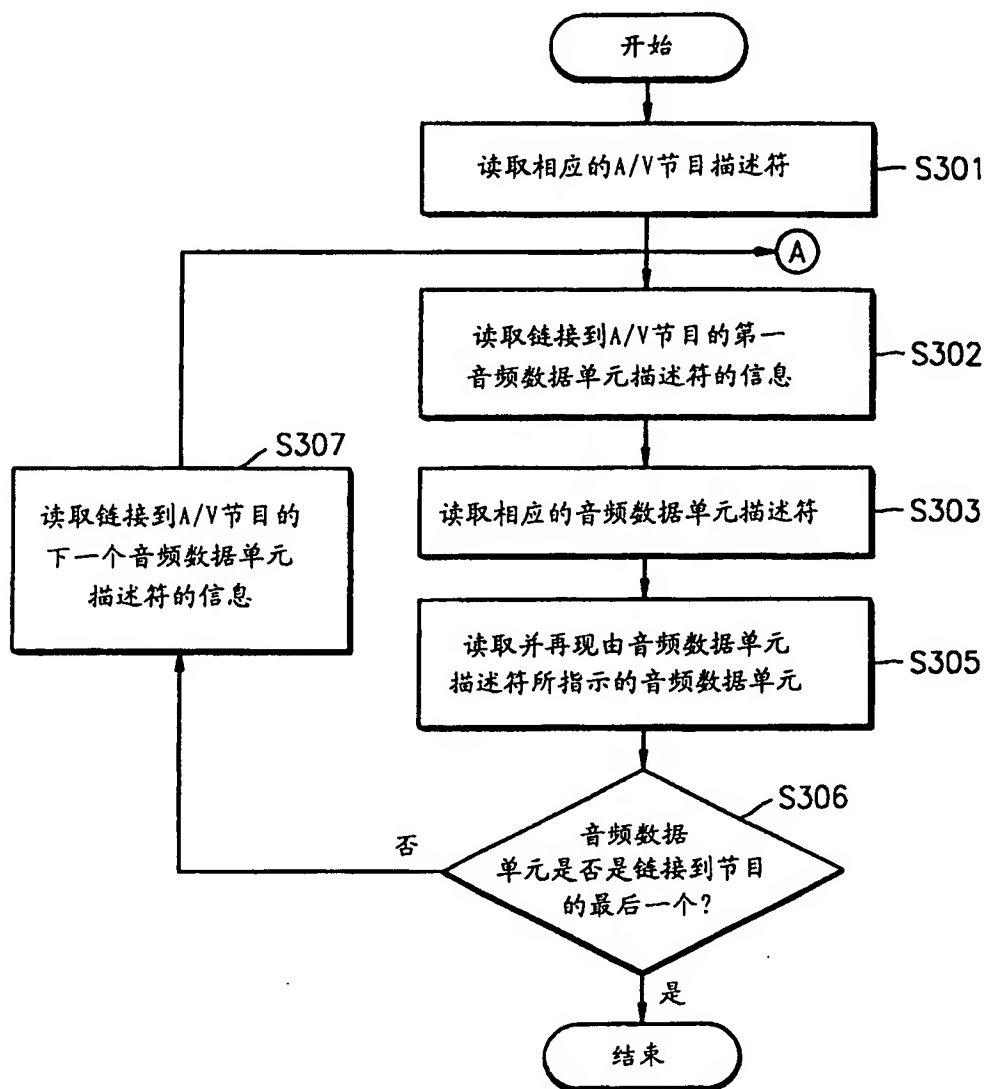 开始
读取相应的A/V节目描述符
S301
A
读取链接到A/V节目的第一
音频数据单元描述符的信息
S302
S307
读取链接到A/V节目的
下一个音频数据单元
描述符的信息
读取相应的音频数据单元描述符
S303
读取并再现由音频数据单元
描述符所指示的音频数据单元
S305
S306
音频数据
单元是否是链接到节目
的最后一个?
否
是
结束